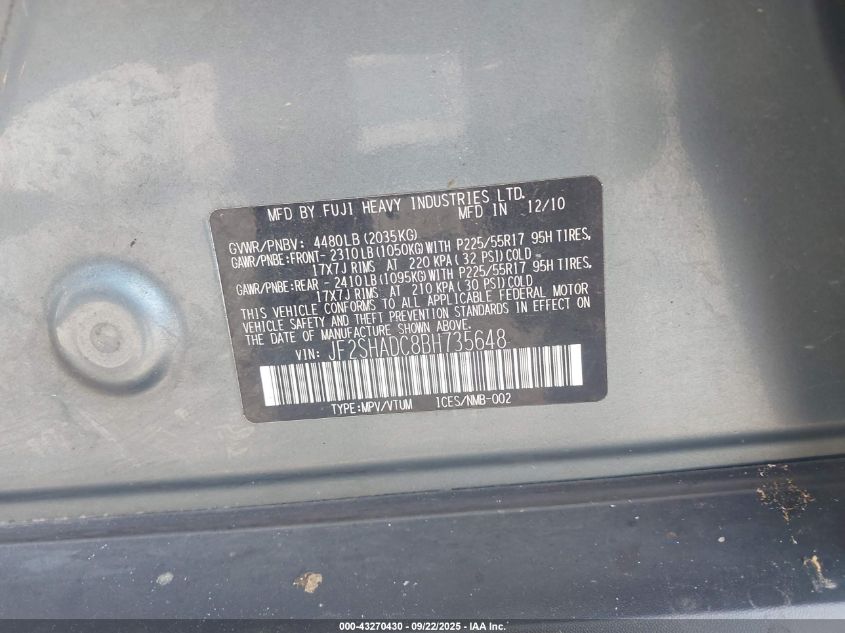 MFD BY FUJI HEAVY INDUSTRIES LTD.
MFD IN 12/10
GVWR/PNBV: 4480LB(2035KG)
GAWR/PNBE:FRONT- 2310LB(1050KG)WITH P225/55R17 95H TIRES,
17X7J RIMS AT 220 KPA(32 PSI)COLD
GAWR/PNBE:REAR - 2410LB(1095KG)WITH P225/55R17 95H TIRES,
17X7J RIMS AT 210 KPA(30 PSI)COLD
THIS VEHICLE CONFORMS TO ALL APPLICABLE FEDERAL MOTOR
VEHICLE SAFETY AND THEFT PREVENTION STANDARDS IN EFFECT ON
THE DATE OF MANUFACTURE SHOWN ABOVE.
VIN: JF2SHADC8BH735648
TYPE:MPV/VTUM 1CES/NMB-002
000-43270430 - 09/22/2025 - IAA Inc.